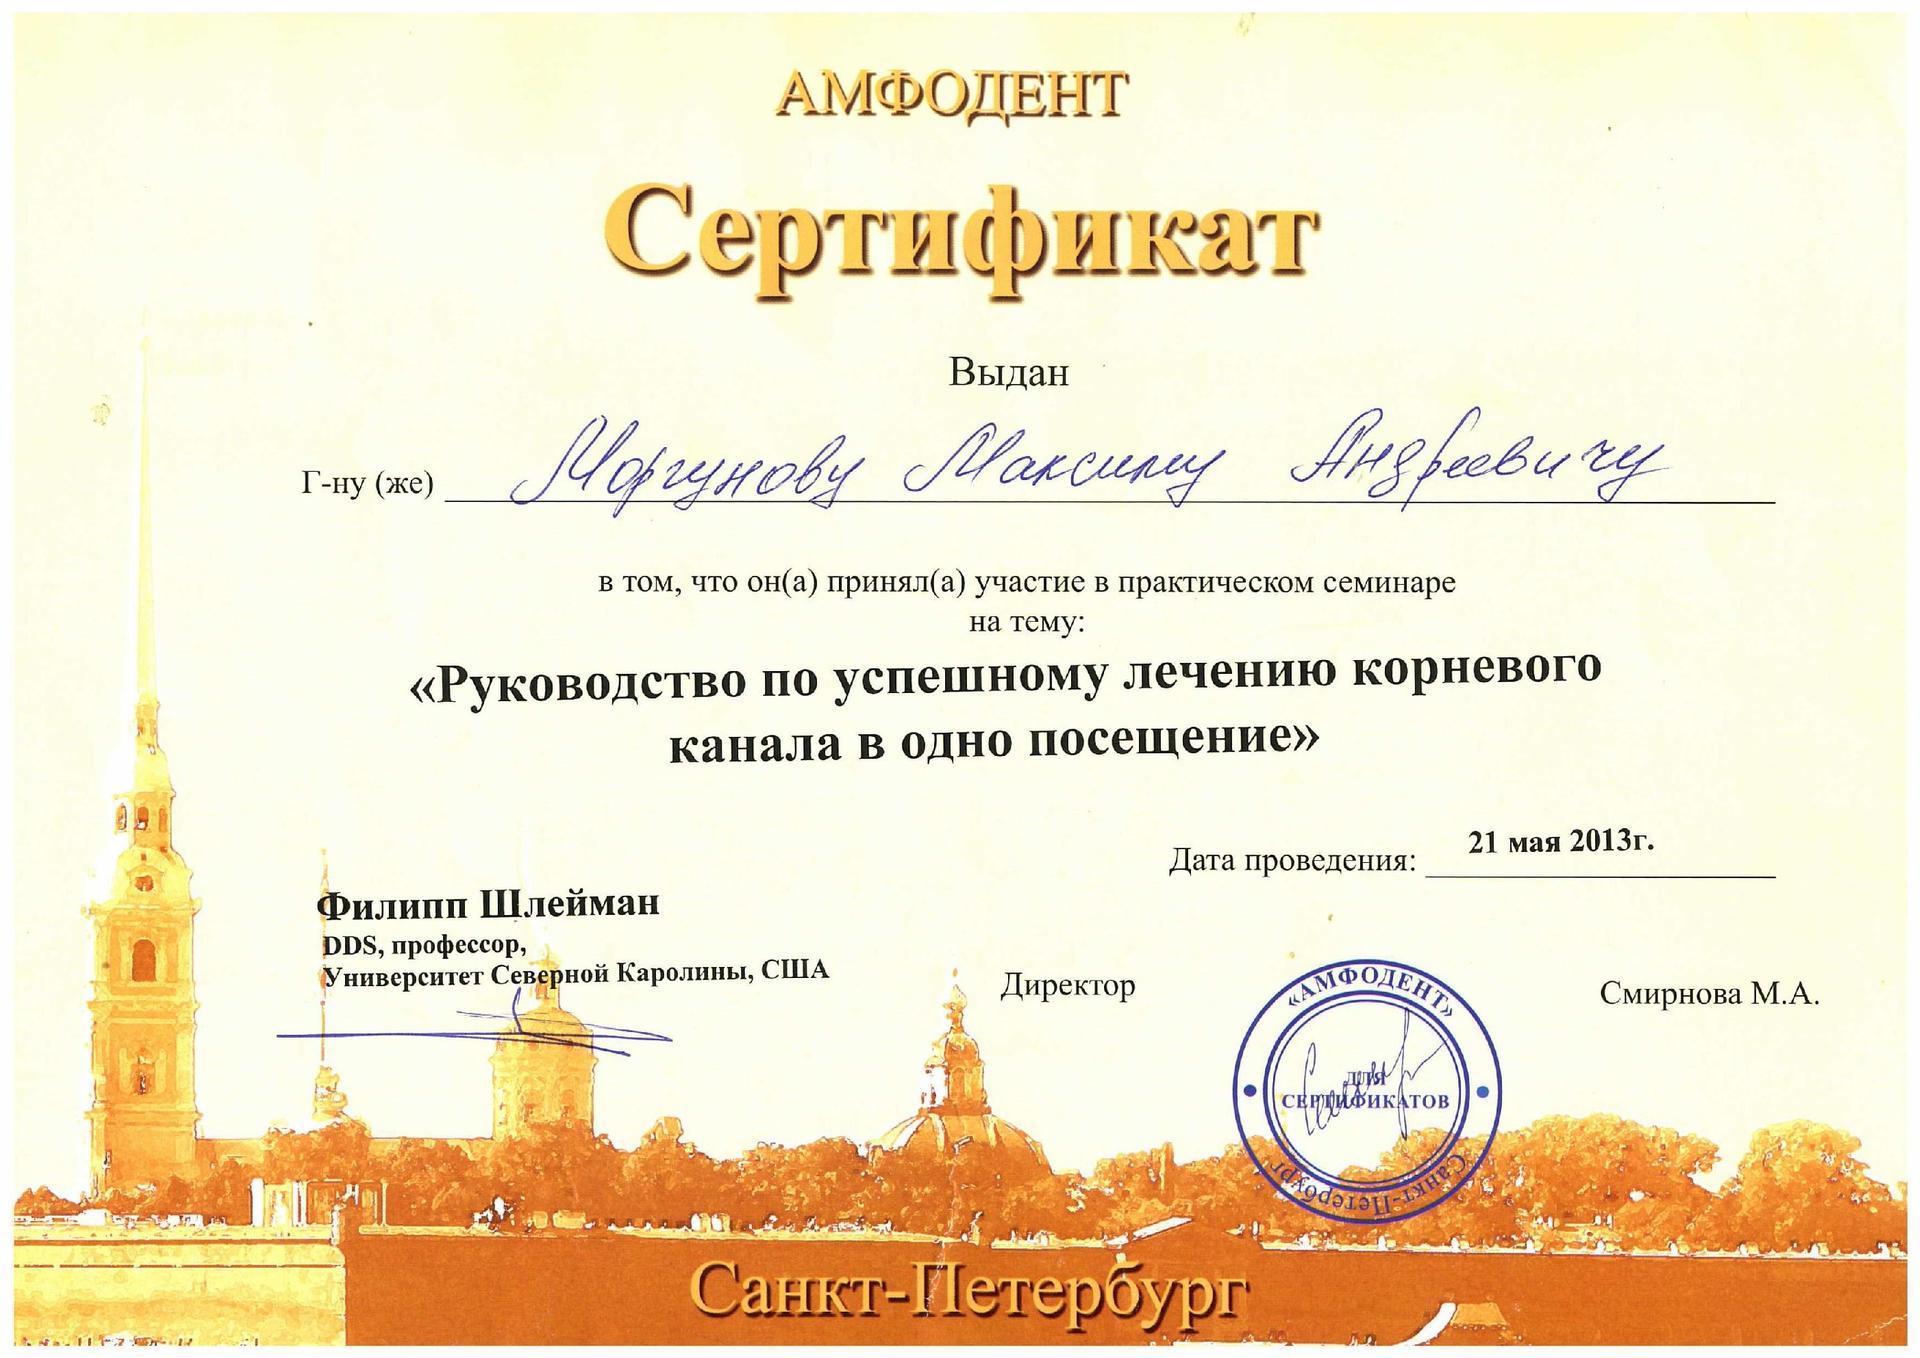 АМФОДЕНТ
Сертификат
Выдан
Г-ну (же) Моргунову Максиму Андреевичу
в том, что он(а) принял(а) участие в практическом семинаре
на тему:
«Руководство по успешному лечению корневого
канала в одно посещение»
Дата проведения: 21 мая 2013г.
Филипп Шлейман
DDS, профессор,
Университет Северной Каролины, США
Директор
Смирнова М.А.
«АМФОДЕНТ»
ДЛЯ
СЕРТИФИКАТОВ
Санкт-Петербург
Санкт-Петербург